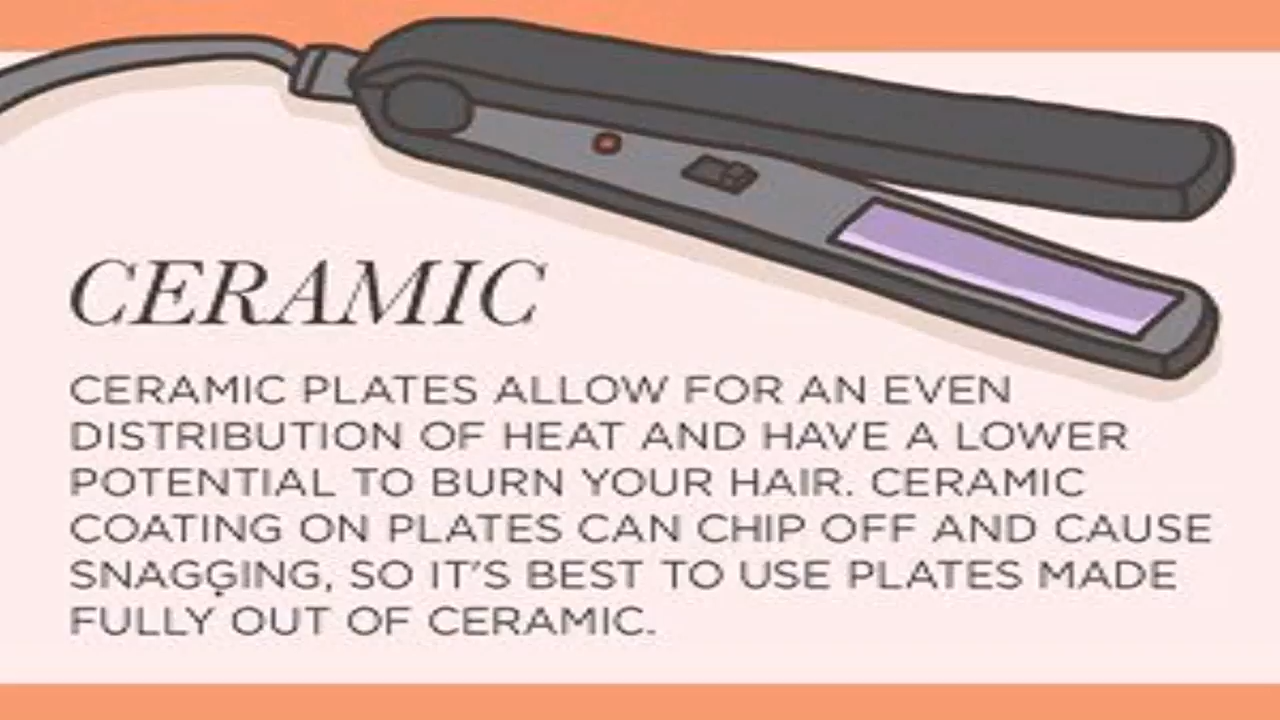 CERAMIC
CERAMIC PLATES ALLOW FOR AN EVEN
DISTRIBUTION OF HEAT AND HAVE A LOWER
POTENTIAL TO BURN YOUR HAIR. CERAMIC
COATING ON PLATES CAN CHIP OFF AND CAUSE
SNAGGING, SO IT'S BEST TO USE PLATES MADE
FULLY OUT OF CERAMIC.